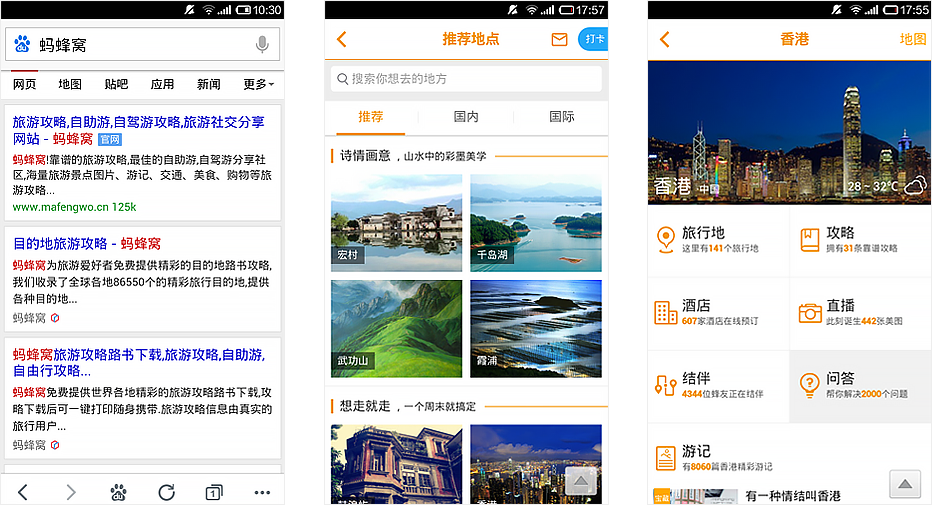 10:30
蚂蜂窝
网页
地图
贴吧
应用
新闻
更多
旅游攻略,自助游,自驾游攻略,旅游社交分享
网站 - 蚂蜂窝 官网
蚂蜂窝!靠谱的旅游攻略,最佳的自助游,自驾游分享社
区,海量旅游景点图片、游记、交通、美食、购物等旅
游攻略...
www.mafengwo.cn 125k
目的地旅游攻略 - 蚂蜂窝
蚂蜂窝为旅游爱好者免费提供精彩的目的地路书攻略,
我们收录了全球各地86550个的精彩旅行目的地,提供
各种目的地...
蚂蜂窝
蚂蜂窝旅游攻略路书下载,旅游攻略,自助游,
自由行攻略...
蚂蜂窝免费提供世界各地精彩的旅游攻略路书下载,攻
略下载后可一键打印随身携带.旅游攻略信息由真实的
旅行用户...
蚂蜂窝
1
17:57
推荐地点
打卡
搜索你想去的地方
推荐
国内
国际
诗情画意，山水中的彩墨美学
宏村
千岛湖
武功山
霞浦
想走就走，一个周末就搞定
鼓浪屿
香港
17:55
香港
地图
香港 · 中国
28 ~ 32℃
旅行地
这里有141个旅行地
攻略
拥有31条靠谱攻略
酒店
607家酒店在线预订
直播
此刻诞生442张美图
结伴
4344位蜂友正在结伴
问答
帮你解决2000个问题
游记
有8060篇香港精彩游记
宝藏
有一种情结叫香港